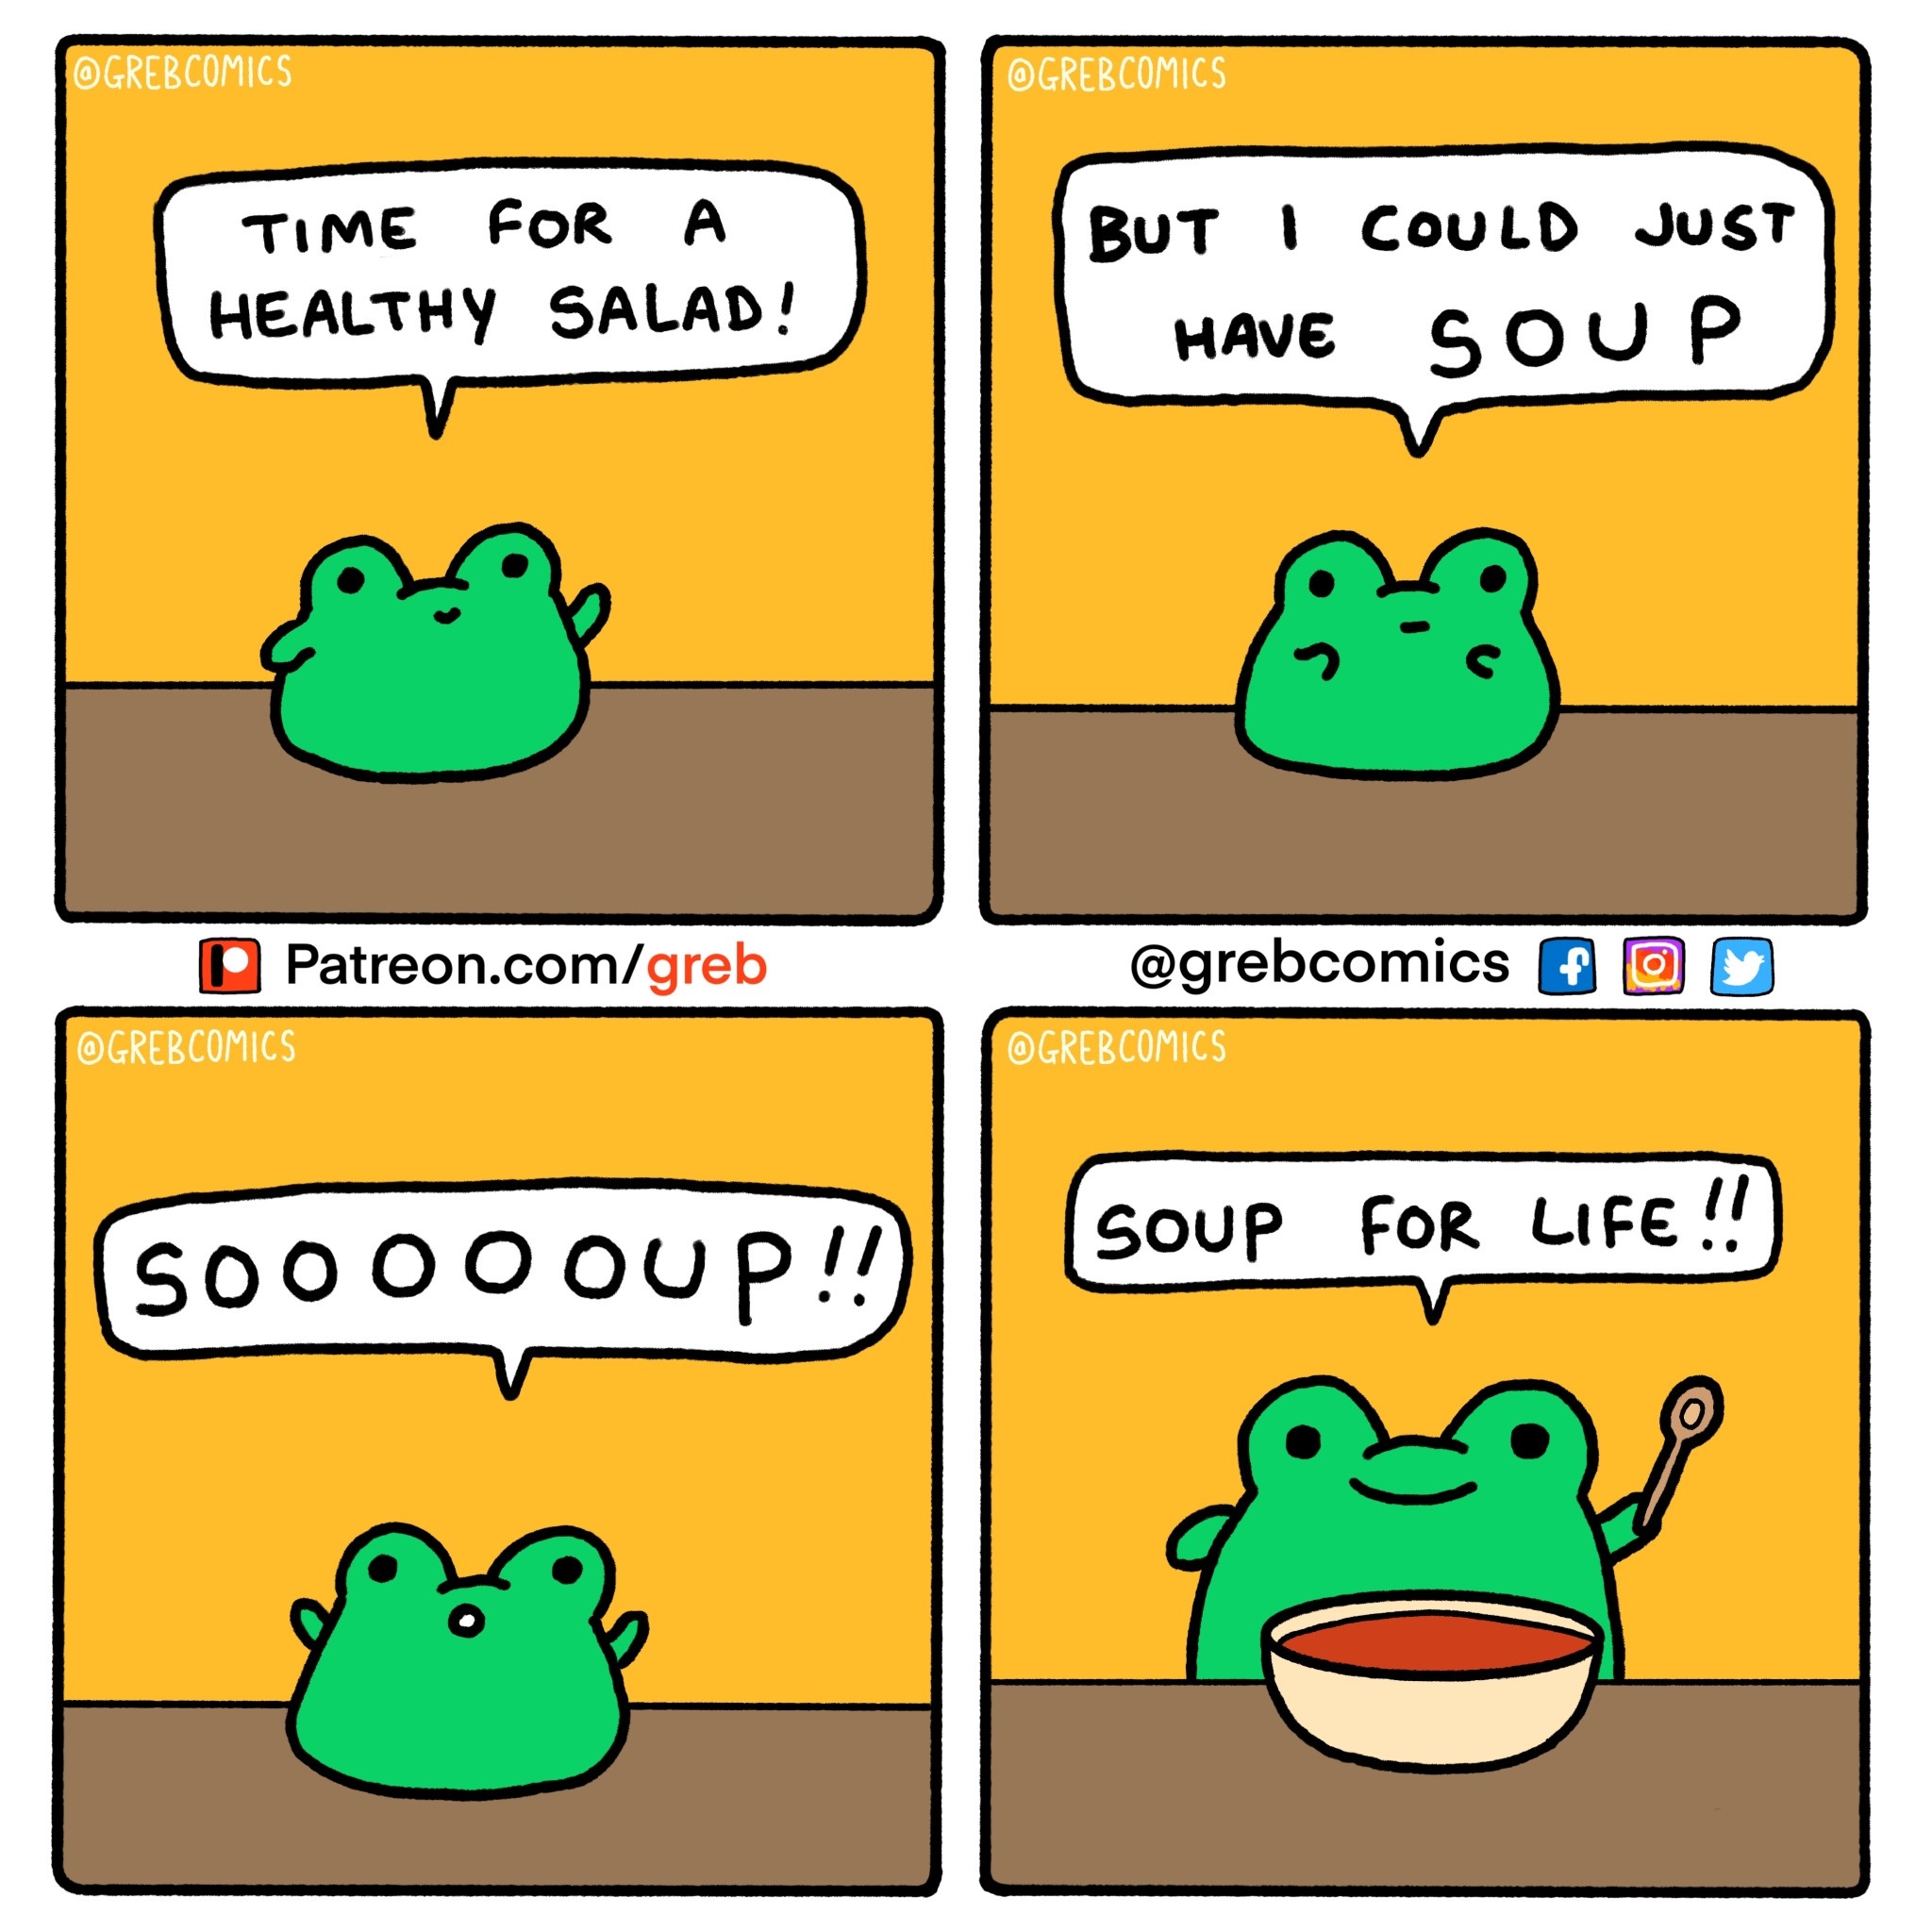 @GREBCOMICS
TIME FOR A
HEALTHY SALAD!
@GREBCOMICS
BUT I COULD JUST
HAVE SOUP
Patreon.com/greb
@grebcomics
@GREBCOMICS
SOOOOOUP!!
@GREBCOMICS
SOUP FOR LIFE!!